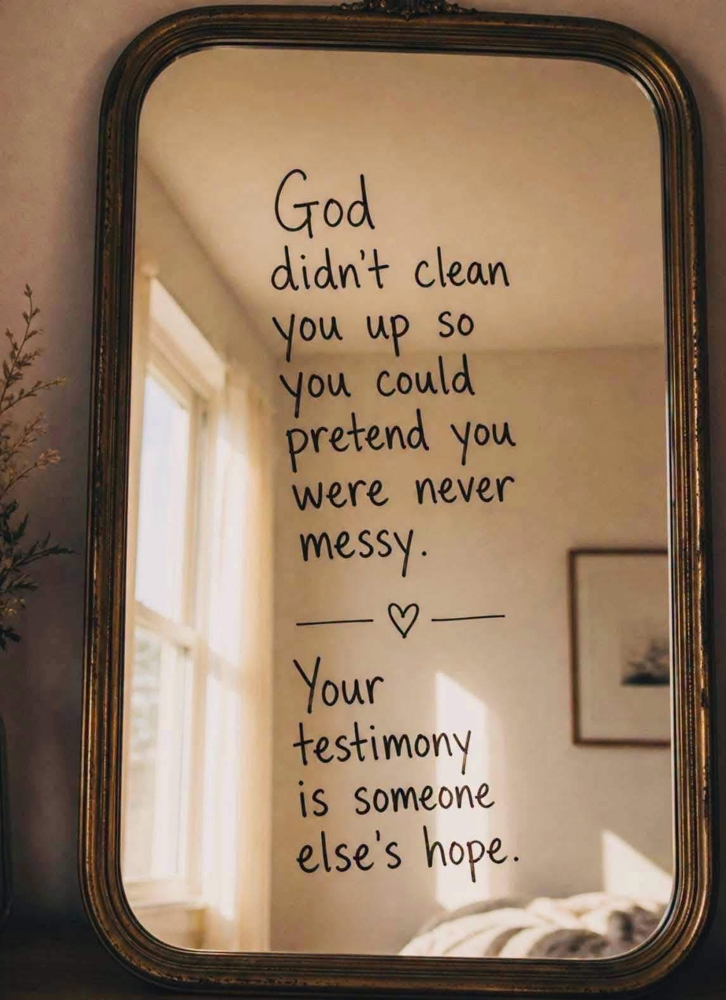 God
didn't clean
you up so
you could
pretend you
were never
messy.
Your
testimony
is someone
else's hope.